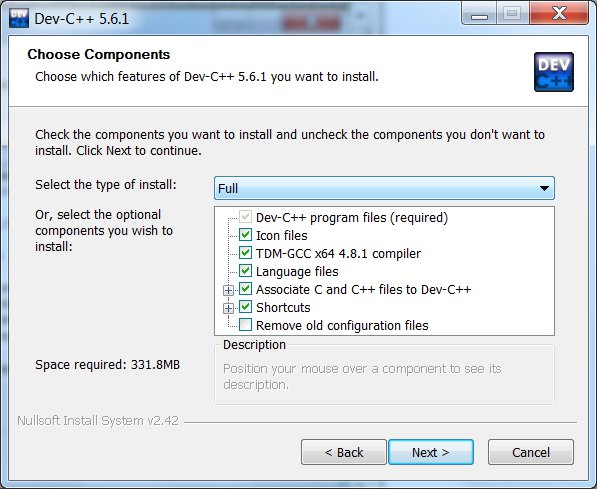 Dev-C++ 5.6.1
Choose Components
Choose which features of Dev-C++ 5.6.1 you want to install.
DEV
C++
Check the components you want to install and uncheck the components you don't want to
install. Click Next to continue.
Select the type of install:
Full
Or, select the optional
components you wish to
install:
Dev-C++ program files (required)
Icon files
TDM-GCC x64 4.8.1 compiler
Language files
Associate C and C++ files to Dev-C++
Shortcuts
Remove old configuration files
Space required: 331.8MB
Description
Position your mouse over a component to see its
description.
Nullsoft Install System v2.42
< Back
Next >
Cancel